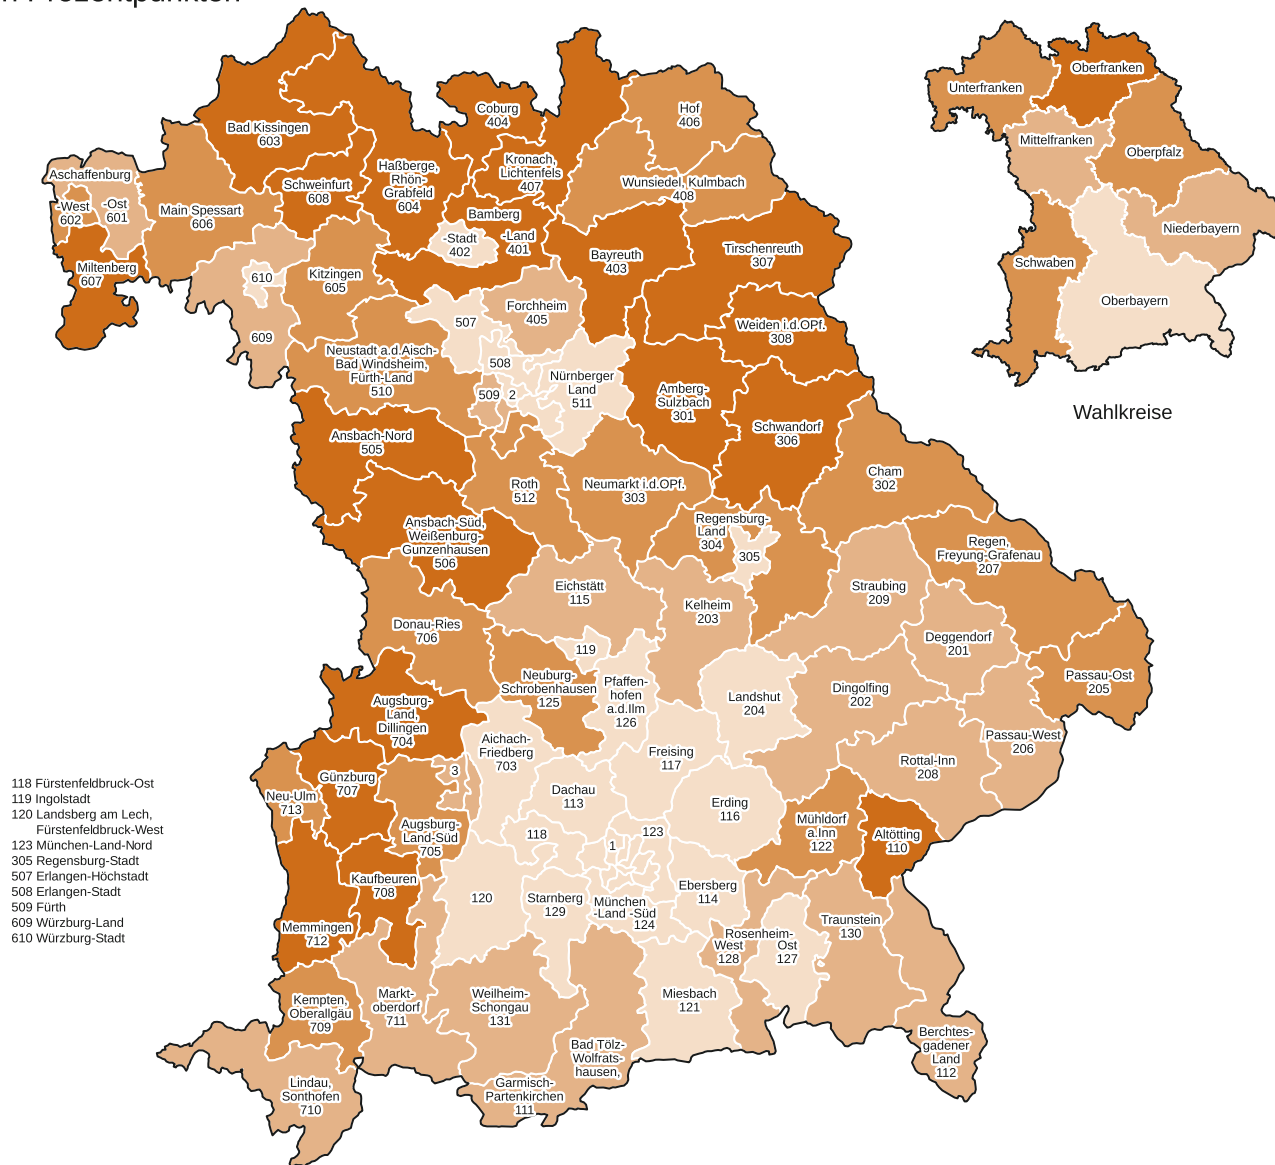 Bad Kissingen
603
Coburg
404
Hof
406
Kronach,
Lichtenfels
407
Haßberge,
Rhön-
Grabfeld
604
Schweinfurt
608
Wunsiedel, Kulmbach
408
Aschaffenburg
-West
602
-Ost
601
Main Spessart
606
Bamberg
-Stadt
402
-Land
401
Bayreuth
403
Tirschenreuth
307
Miltenberg
607
610
Kitzingen
605
Forchheim
405
507
609
Weiden i.d.OPf.
308
Neustadt a.d.Aisch-
Bad Windsheim,
Fürth-Land
510
508
509
2
Nürnberger
Land
511
Amberg-
Sulzbach
301
Ansbach-Nord
505
Schwandorf
306
Cham
302
Roth
512
Neumarkt i.d.OPf.
303
Ansbach-Süd,
Weißenburg-
Gunzenhausen
506
Regensburg-
Land
304
305
Regen,
Freyung-Grafenau
207
Eichstätt
115
Kelheim
203
Straubing
209
Donau-Ries
706
Deggendorf
201
119
Neuburg-
Schrobenhausen
125
Pfaffen-
hofen
a.d.Ilm
126
Landshut
204
Dingolfing
202
Passau-Ost
205
Augsburg-
Land,
Dillingen
704
Aichach-
Friedberg
703
Freising
117
Passau-West
206
Rottal-Inn
208
3
Günzburg
707
Neu-Ulm
713
Dachau
113
Erding
116
Augsburg-
Land-Süd
705
118
123
1
Mühldorf
a.Inn
122
Altötting
110
Kaufbeuren
708
120
Starnberg
129
München
-Land -Süd
124
Ebersberg
114
Memmingen
712
Rosenheim-
West
128
Ost
127
Traunstein
130
Kempten,
Oberallgäu
709
Markt-
oberdorf
711
Weilheim-
Schongau
131
Miesbach
121
Bad Tölz-
Wolfrats-
hausen,
Garmisch-
Partenkirchen
111
Lindau,
Sonthofen
710
Berchtes-
gadener
Land
112
Unterfranken
Oberfranken
Mittelfranken
Oberpfalz
Niederbayern
Schwaben
Oberbayern
Wahlkreise
118 Fürstenfeldbruck-Ost
119 Ingolstadt
120 Landsberg am Lech,
Fürstenfeldbruck-West
123 München-Land-Nord
305 Regensburg-Stadt
507 Erlangen-Höchstadt
508 Erlangen-Stadt
509 Fürth
609 Würzburg-Land
610 Würzburg-Stadt